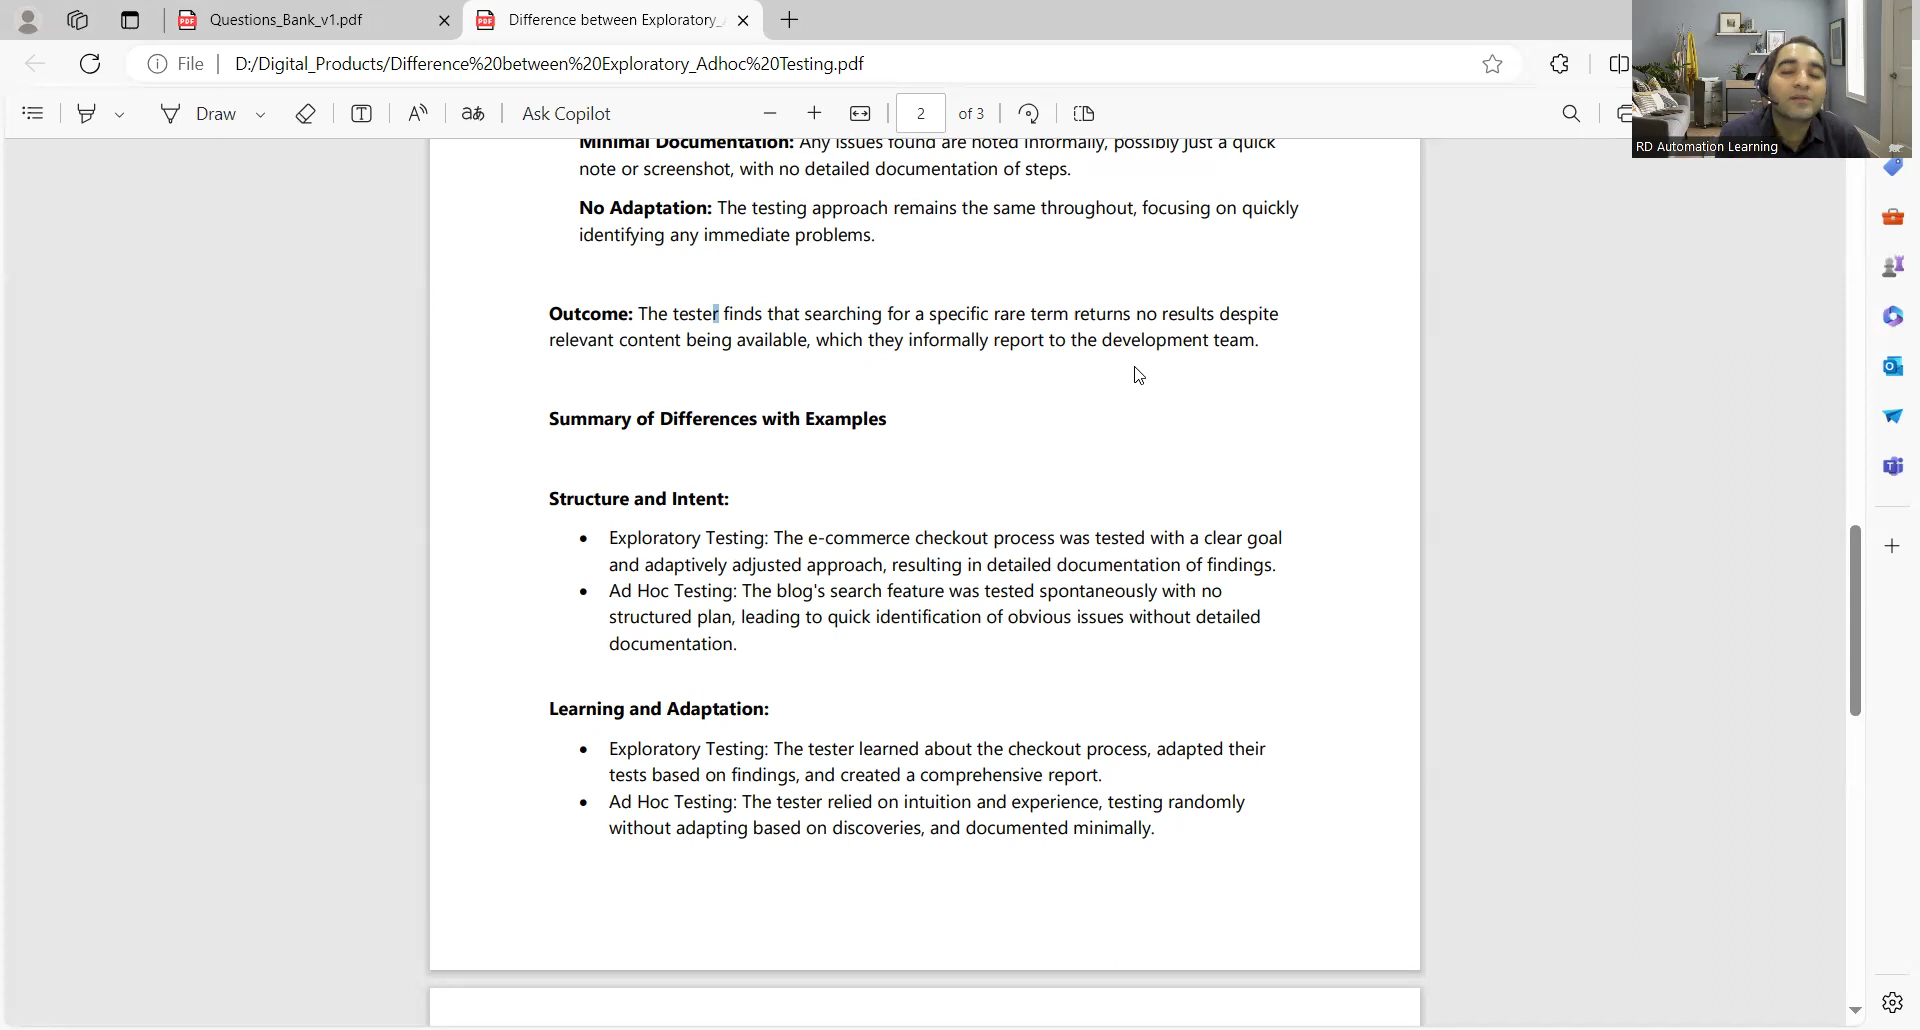 Questions_Bank_v1.pdf
Difference between Exploratory_
File
D:/Digital_Products/Difference%20between%20Exploratory_Adhoc%20Testing.pdf
Draw
Ask Copilot
2
of 3
RD Automation Learning
Minimal Documentation: Any issues found are noted informally, possibly just a quick
note or screenshot, with no detailed documentation of steps.
No Adaptation: The testing approach remains the same throughout, focusing on quickly
identifying any immediate problems.
Outcome: The tester finds that searching for a specific rare term returns no results despite
relevant content being available, which they informally report to the development team.
Summary of Differences with Examples
Structure and Intent:
• Exploratory Testing: The e-commerce checkout process was tested with a clear goal
and adaptively adjusted approach, resulting in detailed documentation of findings.
• Ad Hoc Testing: The blog's search feature was tested spontaneously with no
structured plan, leading to quick identification of obvious issues without detailed
documentation.
Learning and Adaptation:
• Exploratory Testing: The tester learned about the checkout process, adapted their
tests based on findings, and created a comprehensive report.
• Ad Hoc Testing: The tester relied on intuition and experience, testing randomly
without adapting based on discoveries, and documented minimally.